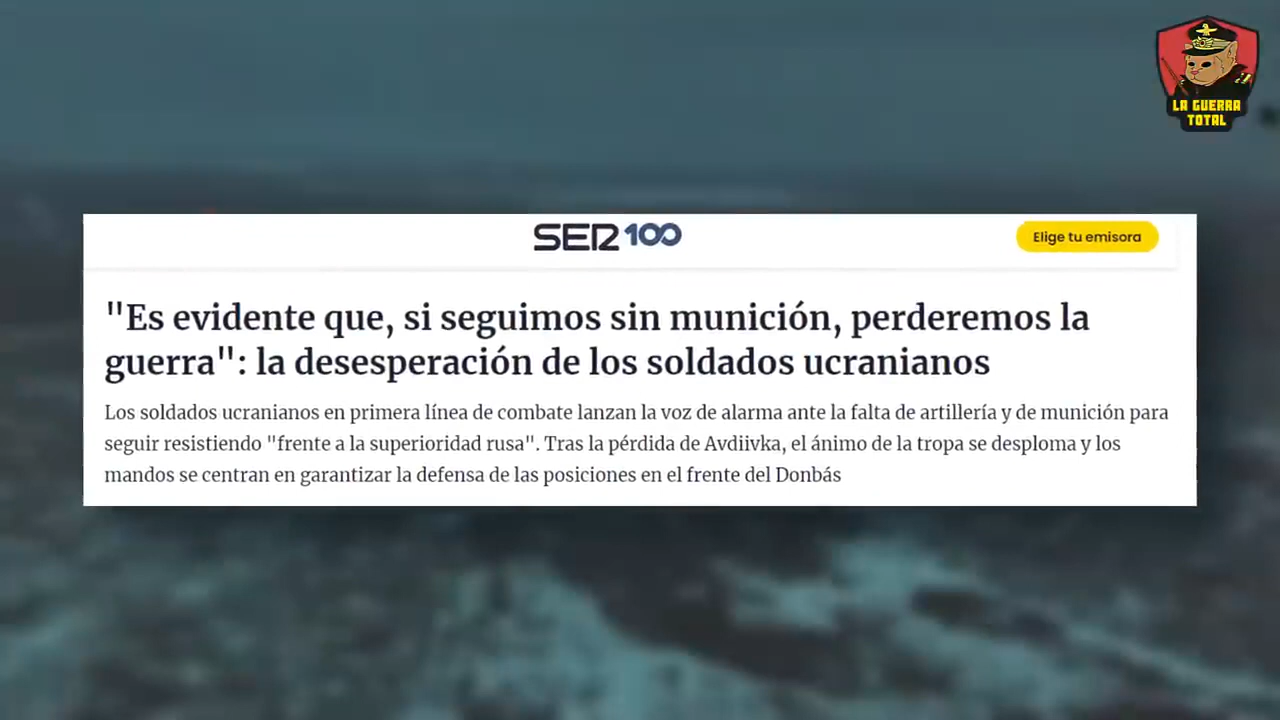 LA GUERRA
TOTAL
SER 100
Elige tu emisora
"Es evidente que, si seguimos sin munición, perderemos la
guerra": la desesperación de los soldados ucranianos
Los soldados ucranianos en primera línea de combate lanzan la voz de alarma ante la falta de artillería y de munición para
seguir resistiendo "frente a la superioridad rusa". Tras la pérdida de Avdiivka, el ánimo de la tropa se desploma y los
mandos se centran en garantizar la defensa de las posiciones en el frente del Donbás